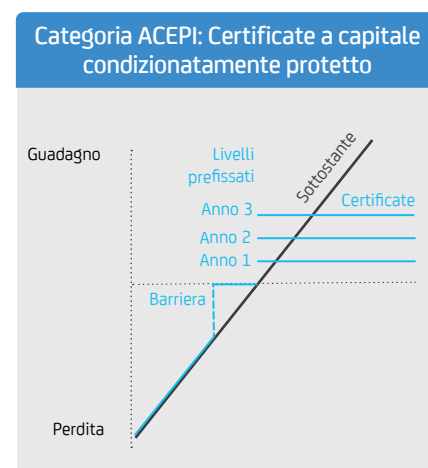 Categoria ACEPI: Certificate a capitale
condizionatamente protetto
Guadagno
Livelli
prefissati
Sottostante
Certificate
Anno 3
Anno 2
Anno 1
Barriera
Perdita